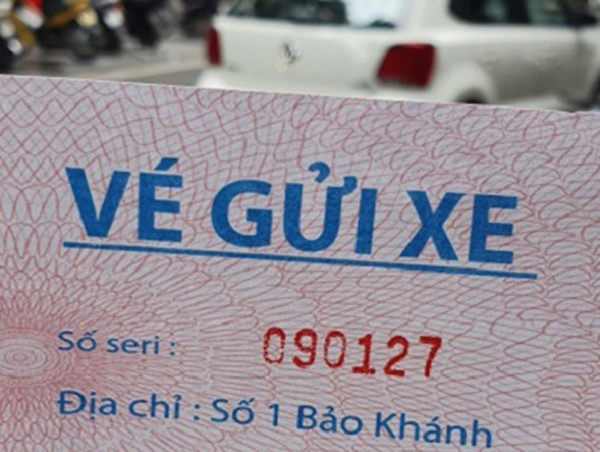 VÉ GỬI XE
Số seri : 090127
Địa chỉ : Số 1 Bảo Khánh